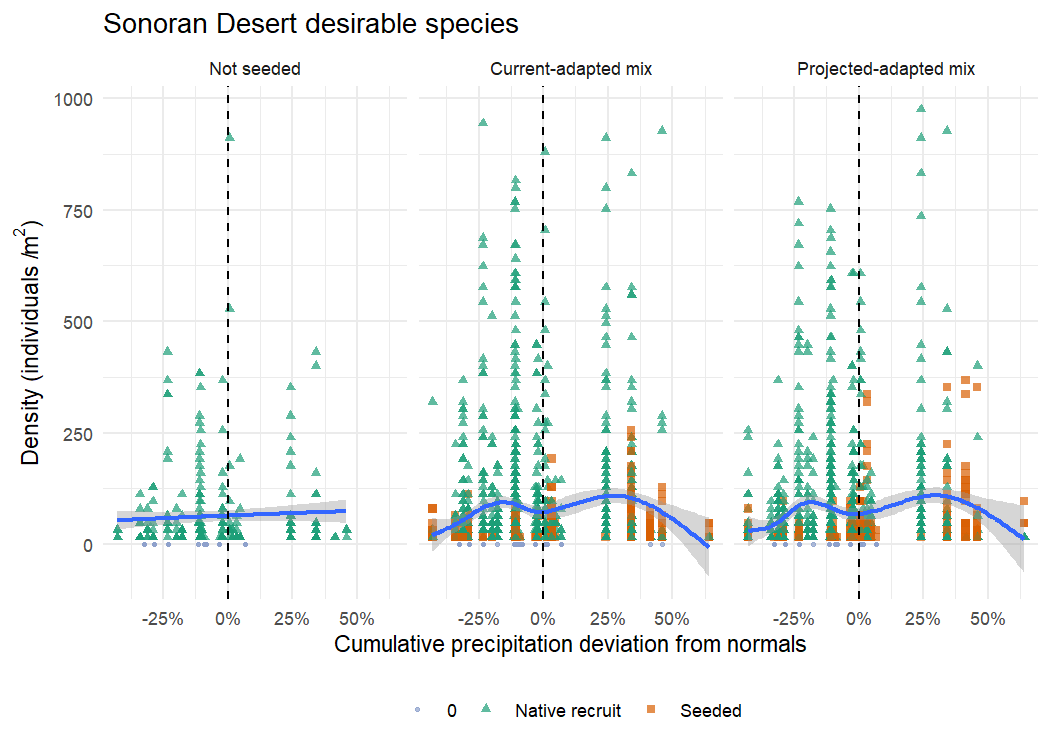 Sonoran Desert desirable species
Not seeded
Current-adapted mix
Projected-adapted mix
Density (individuals /m²)
1000
750
500
250
0
-25% 0% 25% 50%
-25% 0% 25% 50%
-25% 0% 25% 50%
Cumulative precipitation deviation from normals
0 Native recruit Seeded